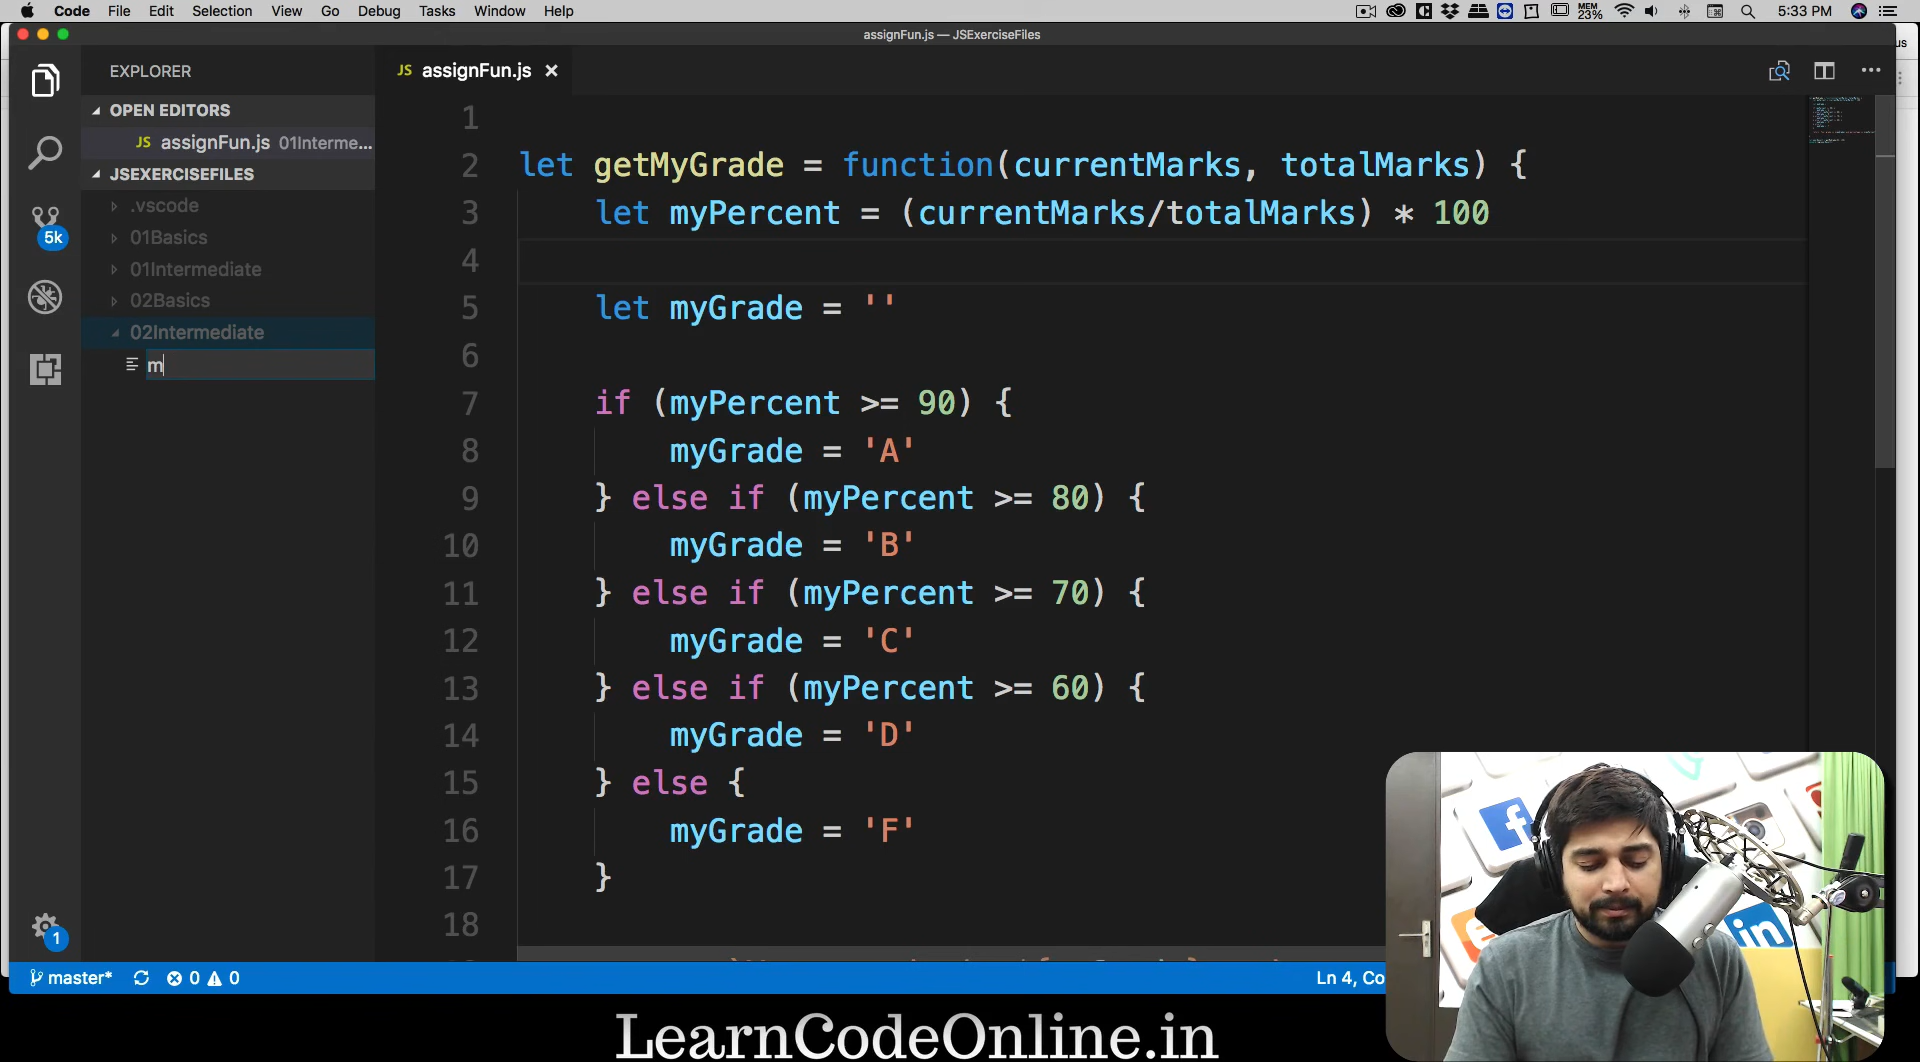 Code File Edit Selection View Go Debug Tasks Window Help MEM 23% 5:33 PM
assignFun.js — JSExerciseFiles
us
EXPLORER
JS assignFun.js ×
OPEN EDITORS
JS assignFun.js 01Interme...
JSEXERCISEFILES
.vscode
01Basics
01Intermediate
02Basics
02Intermediate
m
5k
1
1
2 let getMyGrade = function(currentMarks, totalMarks) {
3 let myPercent = (currentMarks/totalMarks) * 100
4
5 let myGrade = ''
6
7 if (myPercent >= 90) {
8 myGrade = 'A'
9 } else if (myPercent >= 80) {
10 myGrade = 'B'
11 } else if (myPercent >= 70) {
12 myGrade = 'C'
13 } else if (myPercent >= 60) {
14 myGrade = 'D'
15 } else {
16 myGrade = 'F'
17 }
18
master* 0 0 Ln 4, Co
f
in
LearnCodeOnline.in